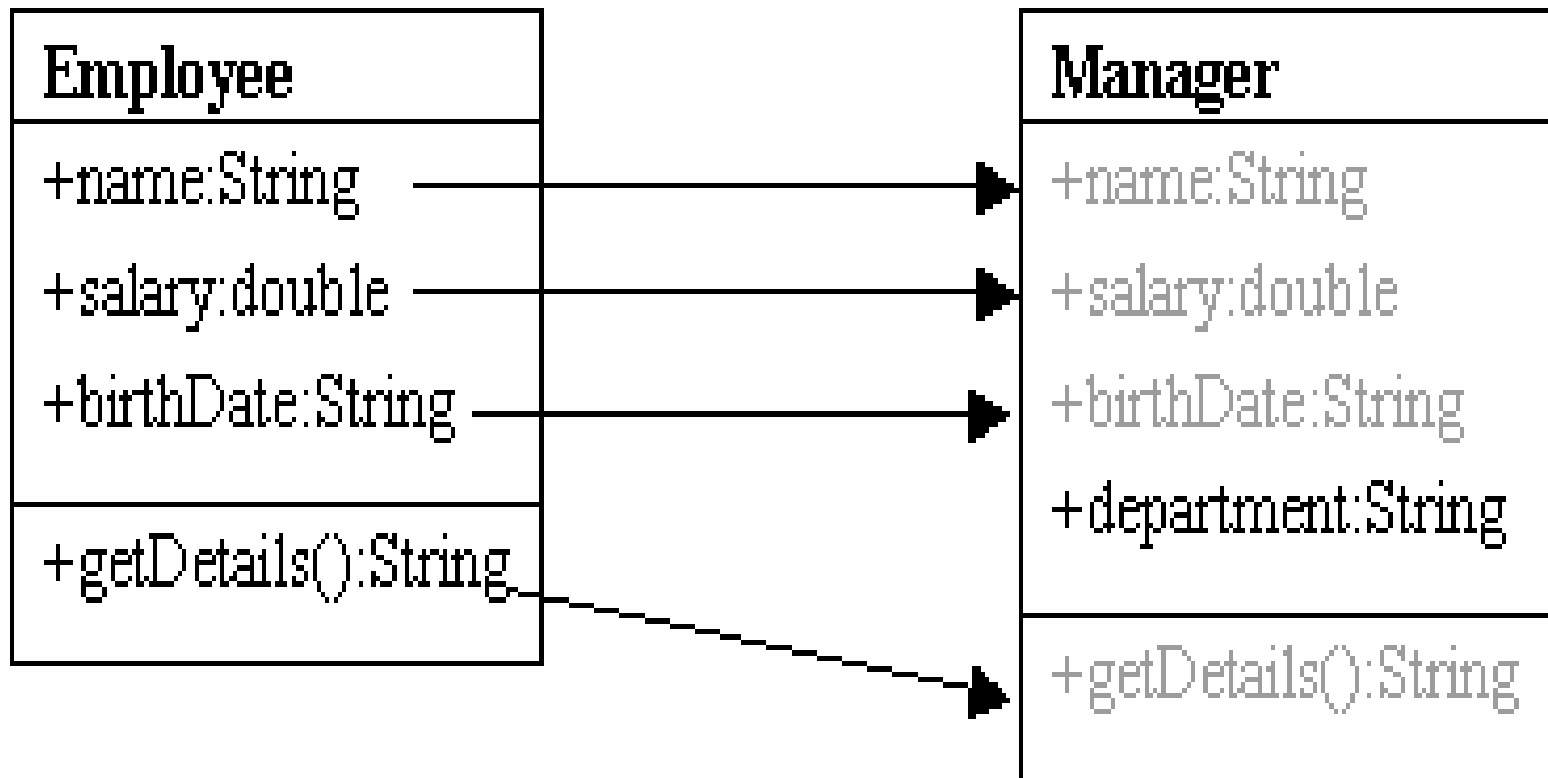 Employee
+name:String
+salary:double
+birthDate:String
+getDetails():String
Manager
+name:String
+salary:double
+birthDate:String
+department:String
+getDetails():String